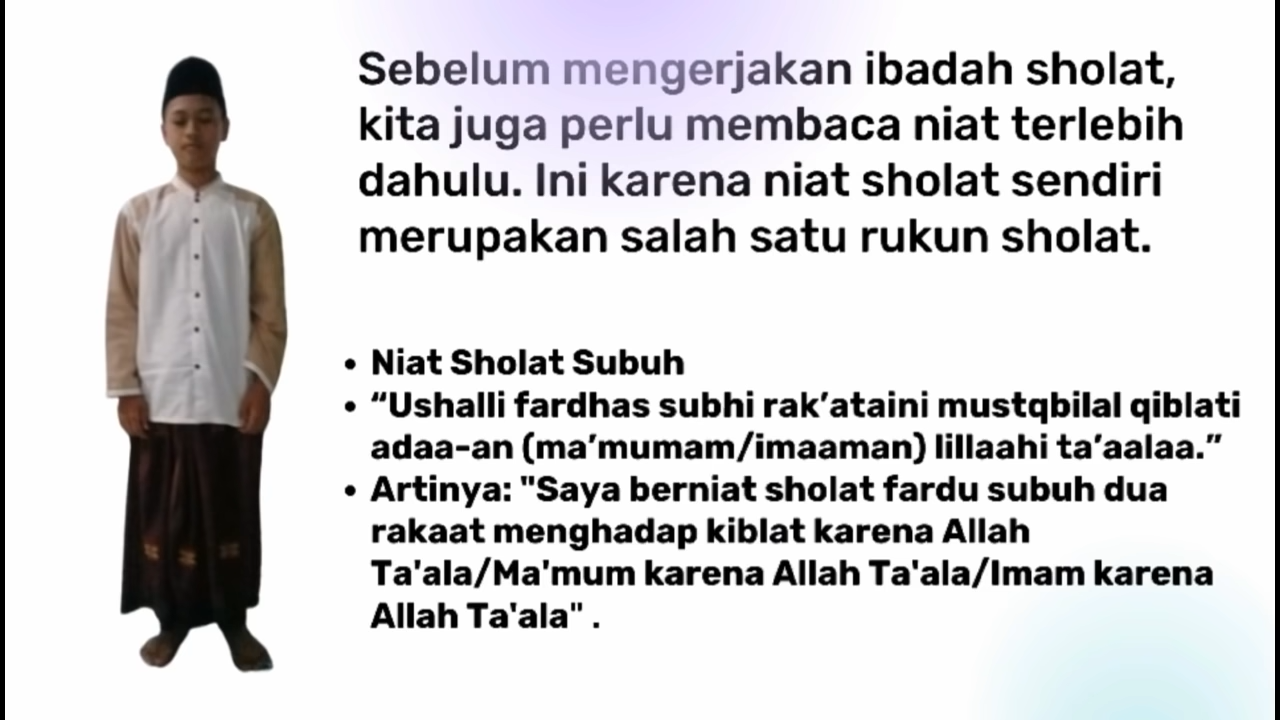 Sebelum mengerjakan ibadah sholat,
kita juga perlu membaca niat terlebih
dahulu. Ini karena niat sholat sendiri
merupakan salah satu rukun sholat.
• Niat Sholat Subuh
• “Ushalli fardhas subhi rak’ataini mustqbilal qiblati
adaa-an (ma’mumam/imaaman) lillaahi ta’aalaa.”
• Artinya: "Saya berniat sholat fardu subuh dua
rakaat menghadap kiblat karena Allah
Ta'ala/Ma'mum karena Allah Ta'ala/Imam karena
Allah Ta'ala" .